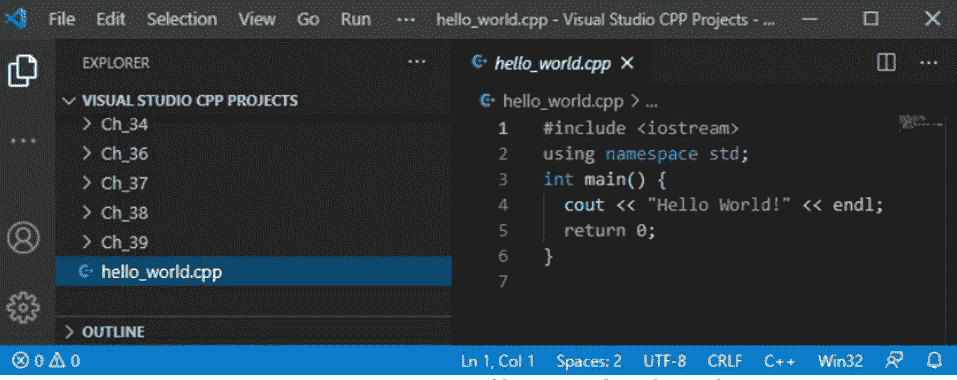 File Edit Selection View Go Run ··· hello_world.cpp - Visual Studio CPP Projects - ...
EXPLORER ···
VISUAL STUDIO CPP PROJECTS
> Ch_34
> Ch_36
> Ch_37
> Ch_38
> Ch_39
hello_world.cpp
> OUTLINE
hello_world.cpp
hello_world.cpp > ...
1 #include <iostream>
2 using namespace std;
3 int main() {
4 cout << "Hello World!" << endl;
5 return 0;
6 }
7
0 0 Ln 1, Col 1 Spaces: 2 UTF-8 CRLF C++ Win32